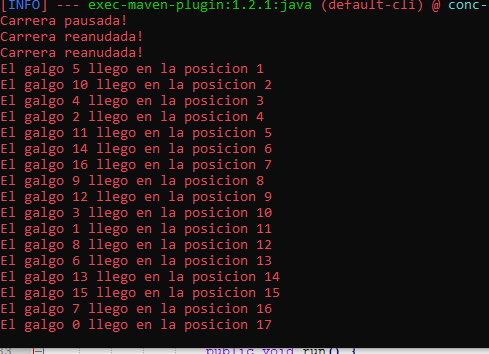 [INFO] --- exec-maven-plugin:1.2.1:java (default-cli) @ conc-
Carrera pausada!
Carrera reanudada!
Carrera reanudada!
El galgo 5 llego en la posicion 1
El galgo 10 llego en la posicion 2
El galgo 4 llego en la posicion 3
El galgo 2 llego en la posicion 4
El galgo 11 llego en la posicion 5
El galgo 14 llego en la posicion 6
El galgo 16 llego en la posicion 7
El galgo 9 llego en la posicion 8
El galgo 12 llego en la posicion 9
El galgo 3 llego en la posicion 10
El galgo 1 llego en la posicion 11
El galgo 8 llego en la posicion 12
El galgo 6 llego en la posicion 13
El galgo 13 llego en la posicion 14
El galgo 15 llego en la posicion 15
El galgo 7 llego en la posicion 16
El galgo 0 llego en la posicion 17
public void run() {